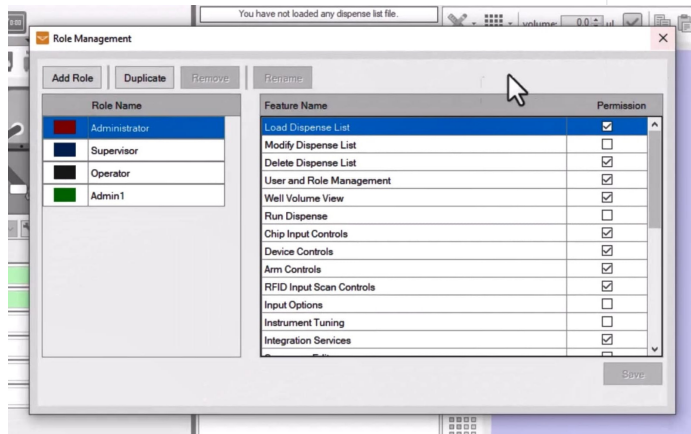 You have not loaded any dispense list file.
volume: 0.0 ul
Role Management
Add Role Duplicate Remove Rename
Role Name
Administrator
Supervisor
Operator
Admin1
Feature Name Permission
Load Dispense List
Modify Dispense List
Delete Dispense List
User and Role Management
Well Volume View
Run Dispense
Chip Input Controls
Device Controls
Arm Controls
RFID Input Scan Controls
Input Options
Instrument Tuning
Integration Services
Save